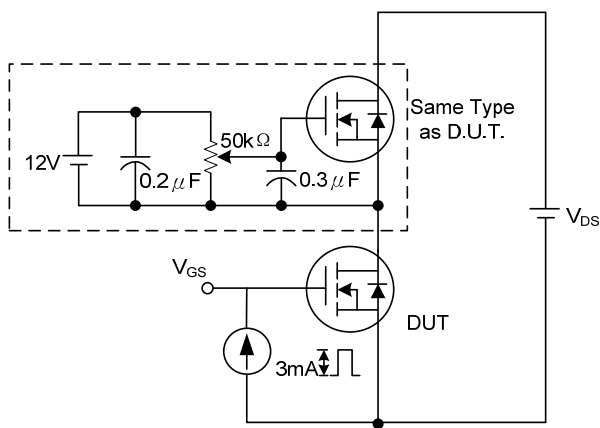 Same Type
as D.U.T.
50kΩ
12V
0.2μF
0.3μF
VDS
VGS
DUT
3mA